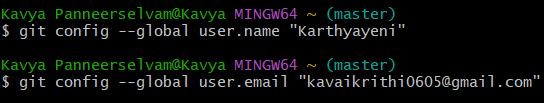 Kavya Panneerselvam@Kavya MINGW64 ~ (master)
$ git config --global user.name "Karthyayeni"
Kavya Panneerselvam@Kavya MINGW64 ~ (master)
$ git config --global user.email "kavaikrithi0605@gmail.com"